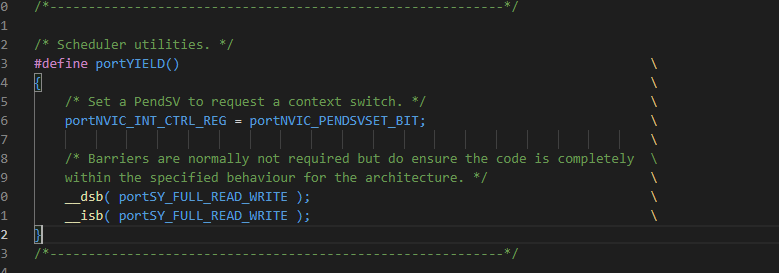 0 /*-----------------------------------------------------------*/
1
2 /* Scheduler utilities. */
3 #define portYIELD() \
4 { \
5 /* Set a PendSV to request a context switch. */ \
6 portNVIC_INT_CTRL_REG = portNVIC_PENDSVSET_BIT; \
7 \
8 /* Barriers are normally not required but do ensure the code is completely \
9 within the specified behaviour for the architecture. */ \
0 __dsb( portSY_FULL_READ_WRITE ); \
1 __isb( portSY_FULL_READ_WRITE ); \
2 }
3 /*-----------------------------------------------------------*/